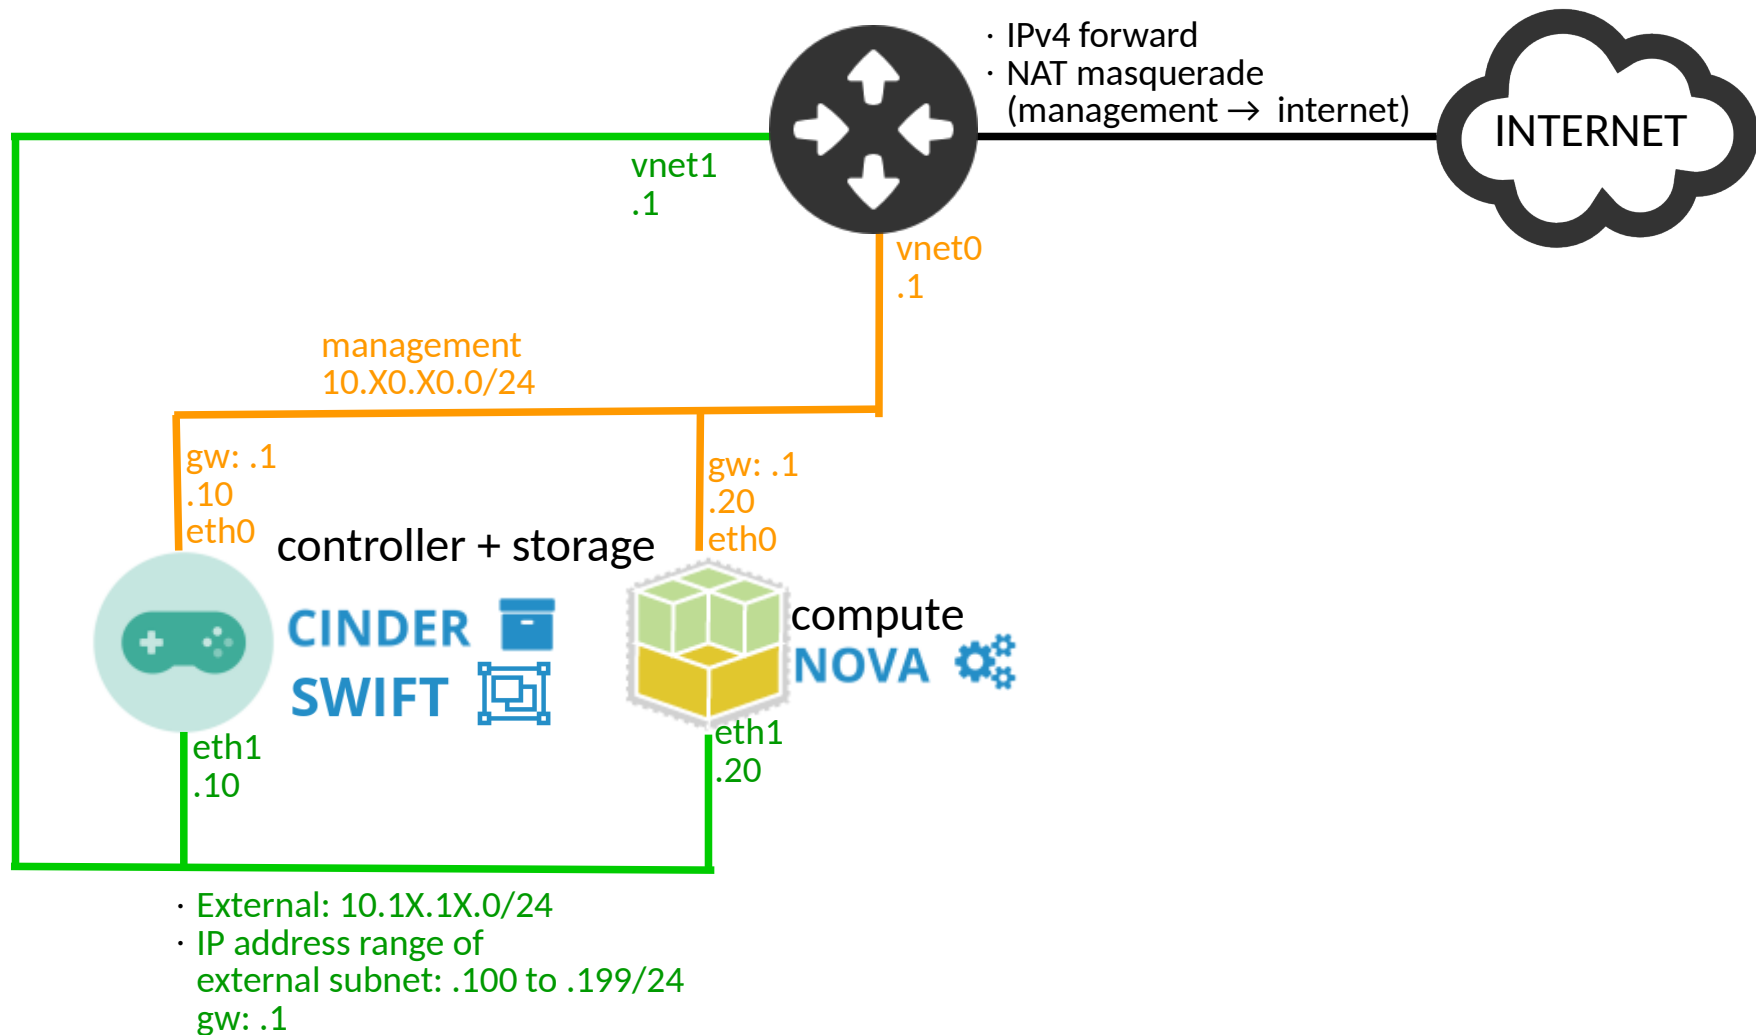 · IPv4 forward
· NAT masquerade
(management → internet)
INTERNET
vnet1
.1
vnet0
.1
management
10.X0.X0.0/24
gw: .1
.10
eth0
gw: .1
.20
eth0
controller + storage
CINDER
SWIFT
compute
NOVA
eth1
.10
eth1
.20
· External: 10.1X.1X.0/24
· IP address range of
external subnet: .100 to .199/24
gw: .1